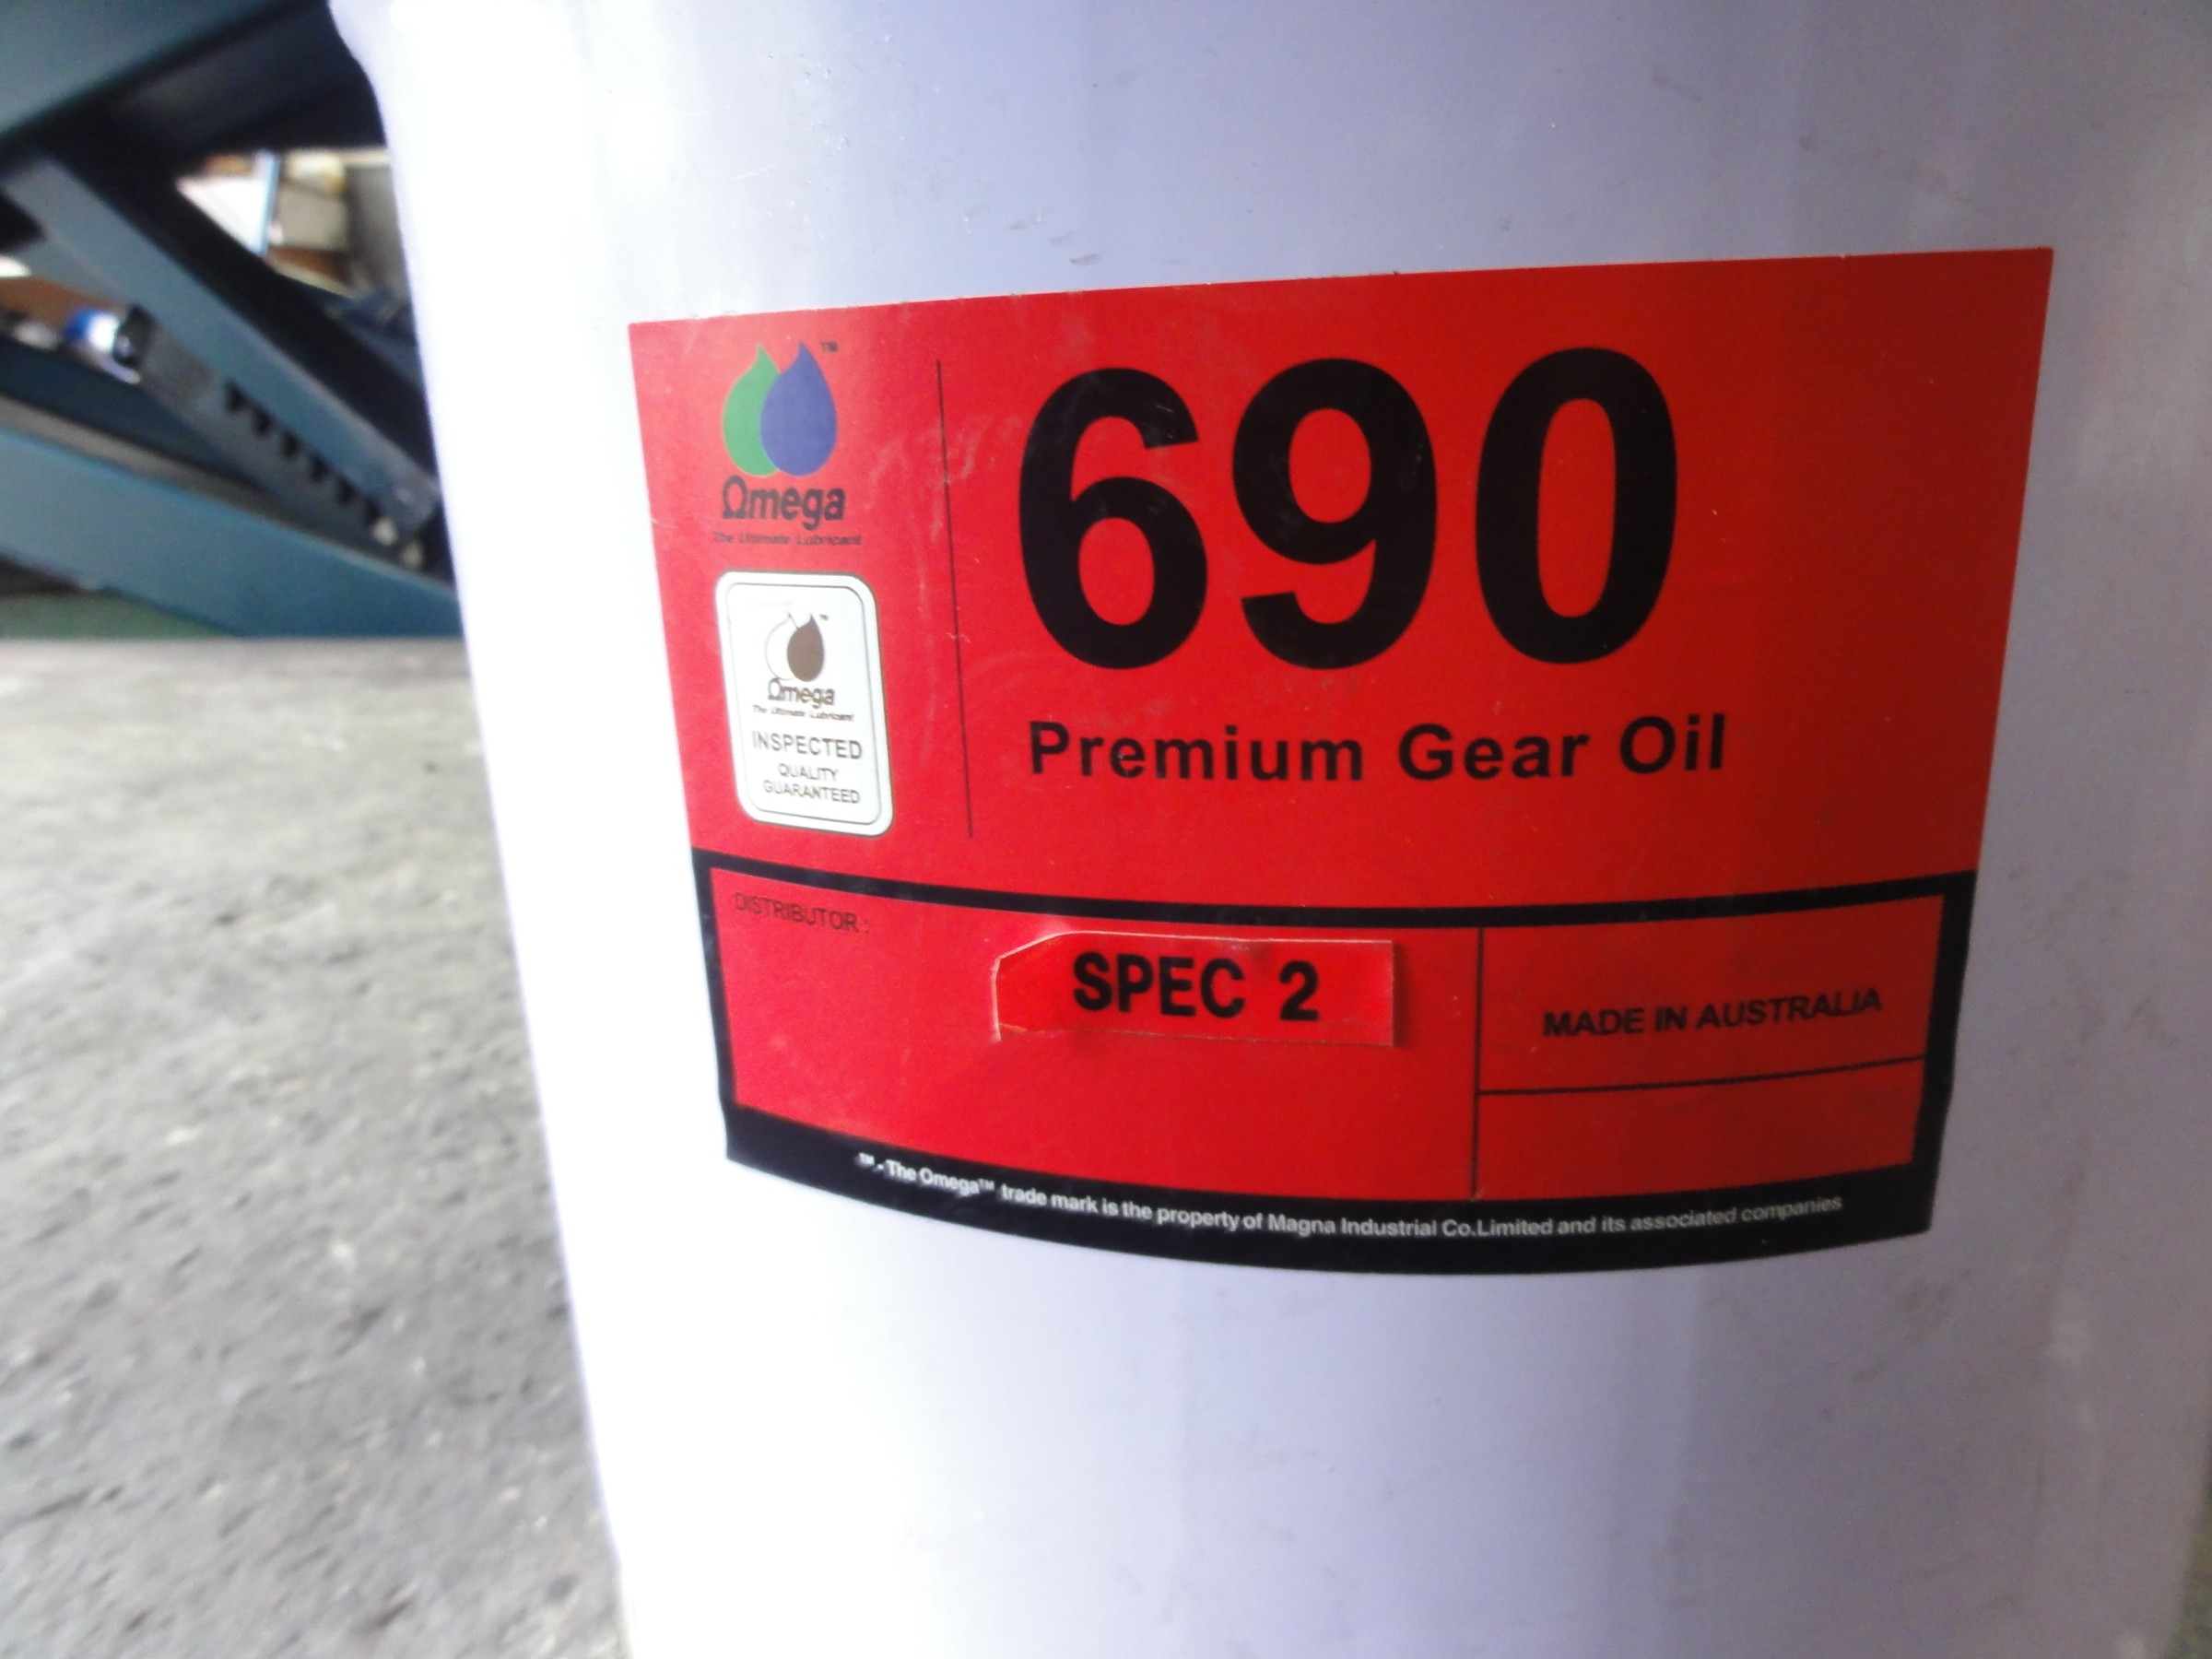 ™
Ωmega
The Ultimate Lubricant
690
Premium Gear Oil
™
Ωmega
The Ultimate Lubricant
INSPECTED
QUALITY
GUARANTEED
DISTRIBUTOR :
SPEC 2
MADE IN AUSTRALIA
™ - The Omega™ trade mark is the property of Magna Industrial Co.Limited and its associated companies